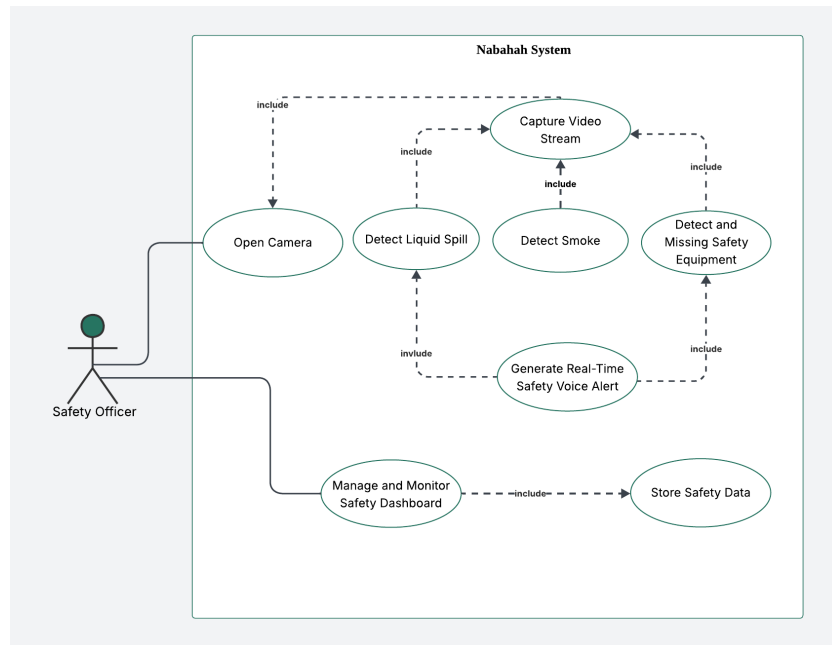 Nabahah System
include
Capture Video
Stream
include
include
include
Open Camera
Detect Liquid Spill
Detect Smoke
Detect and
Missing Safety
Equipment
invlude
include
Generate Real-Time
Safety Voice Alert
Safety Officer
Manage and Monitor
Safety Dashboard
include
Store Safety Data